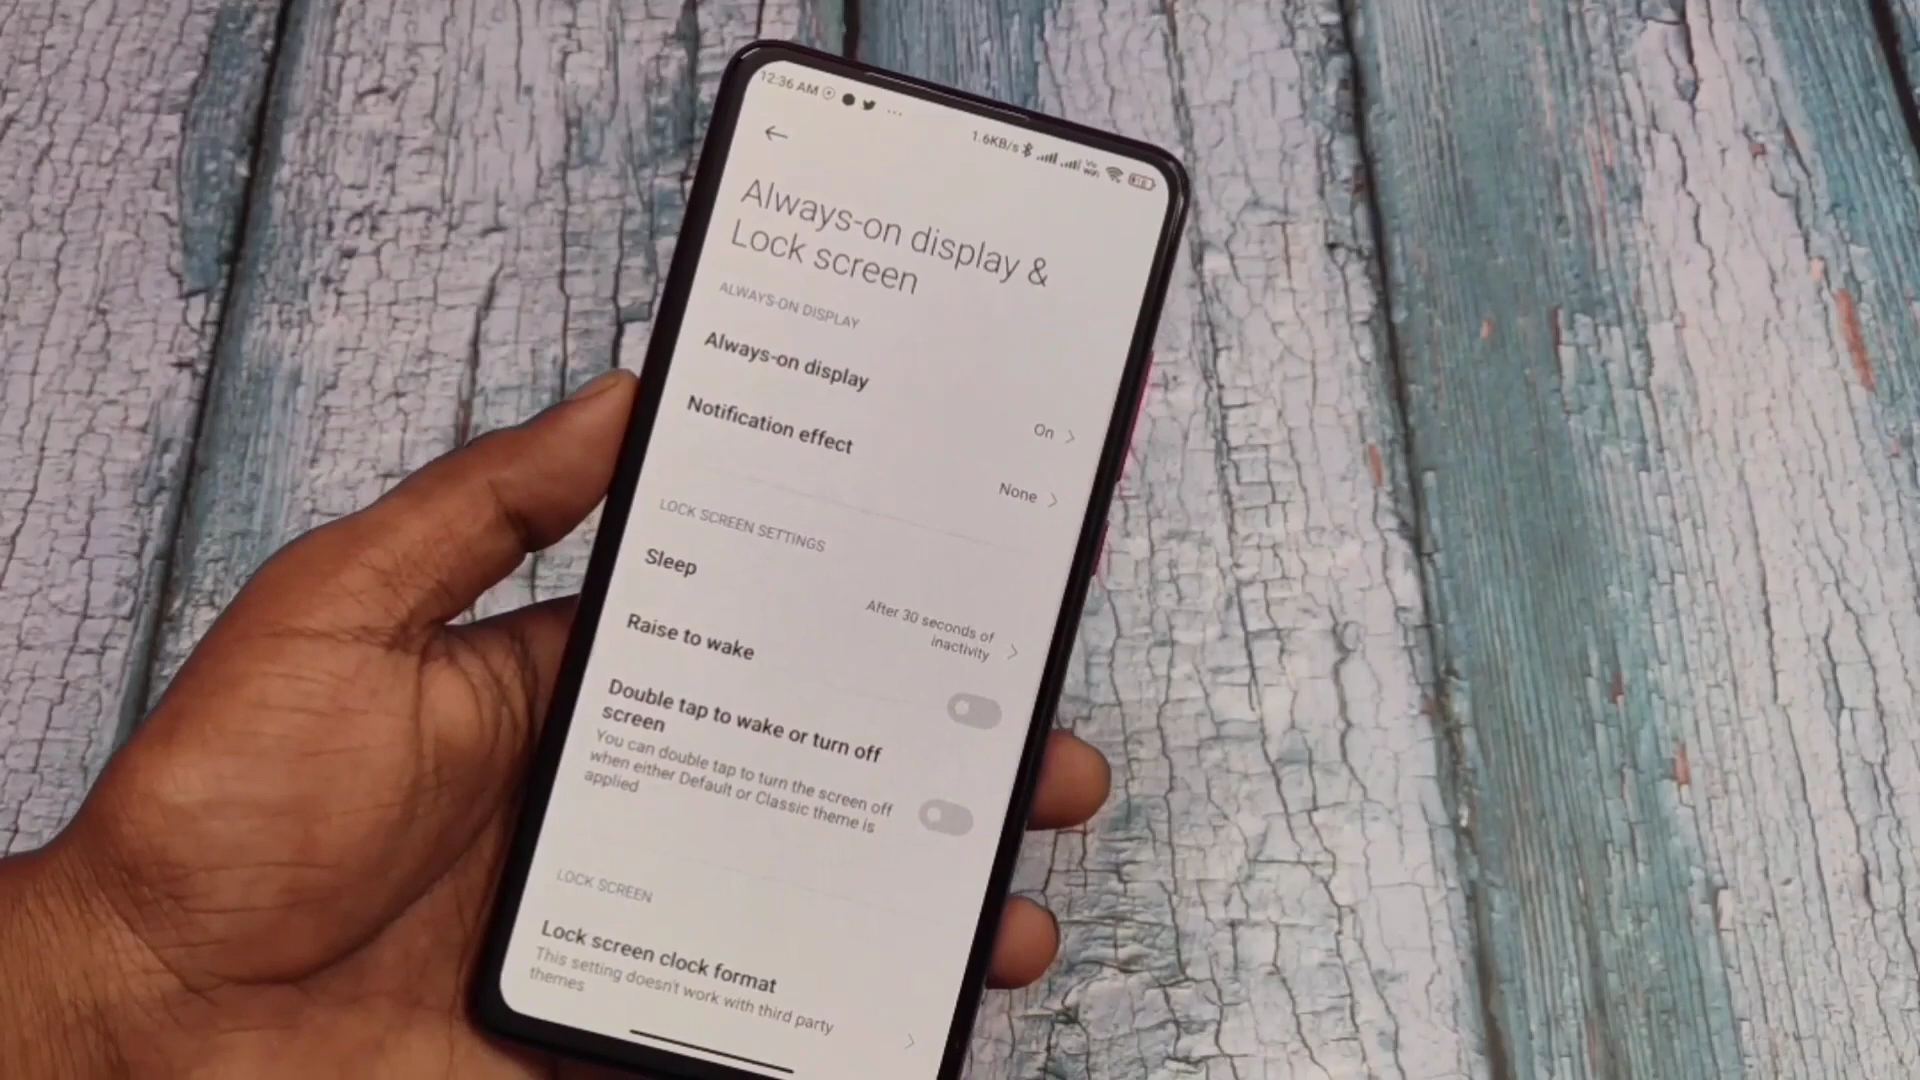 12:36 AM
1.6KB/s
Vo
WiFi
Always-on display &
Lock screen
ALWAYS-ON DISPLAY
Always-on display
On
Notification effect
None
LOCK SCREEN SETTINGS
Sleep
After 30 seconds of
inactivity
Raise to wake
Double tap to wake or turn off
screen
You can double tap to turn the screen off
when either Default or Classic theme is
applied
LOCK SCREEN
Lock screen clock format
This setting doesn't work with third party
themes